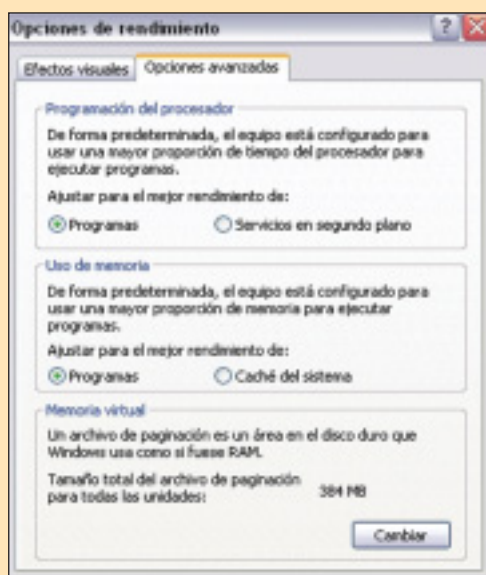 Opciones de rendimiento
Efectos visuales
Opciones avanzadas
Programación del procesador
De forma predeterminada, el equipo está configurado para
usar una mayor proporción de tiempo del procesador para
ejecutar programas.
Ajustar para el mejor rendimiento de:
Programas
Servicios en segundo plano
Uso de memoria
De forma predeterminada, el equipo está configurado para
usar una mayor proporción de memoria para ejecutar
programas.
Ajustar para el mejor rendimiento de:
Programas
Caché del sistema
Memoria virtual
Un archivo de paginación es un área en el disco duro que
Windows usa como si fuese RAM.
Tamaño total del archivo de paginación
para todas las unidades:
384 MB
Cambiar